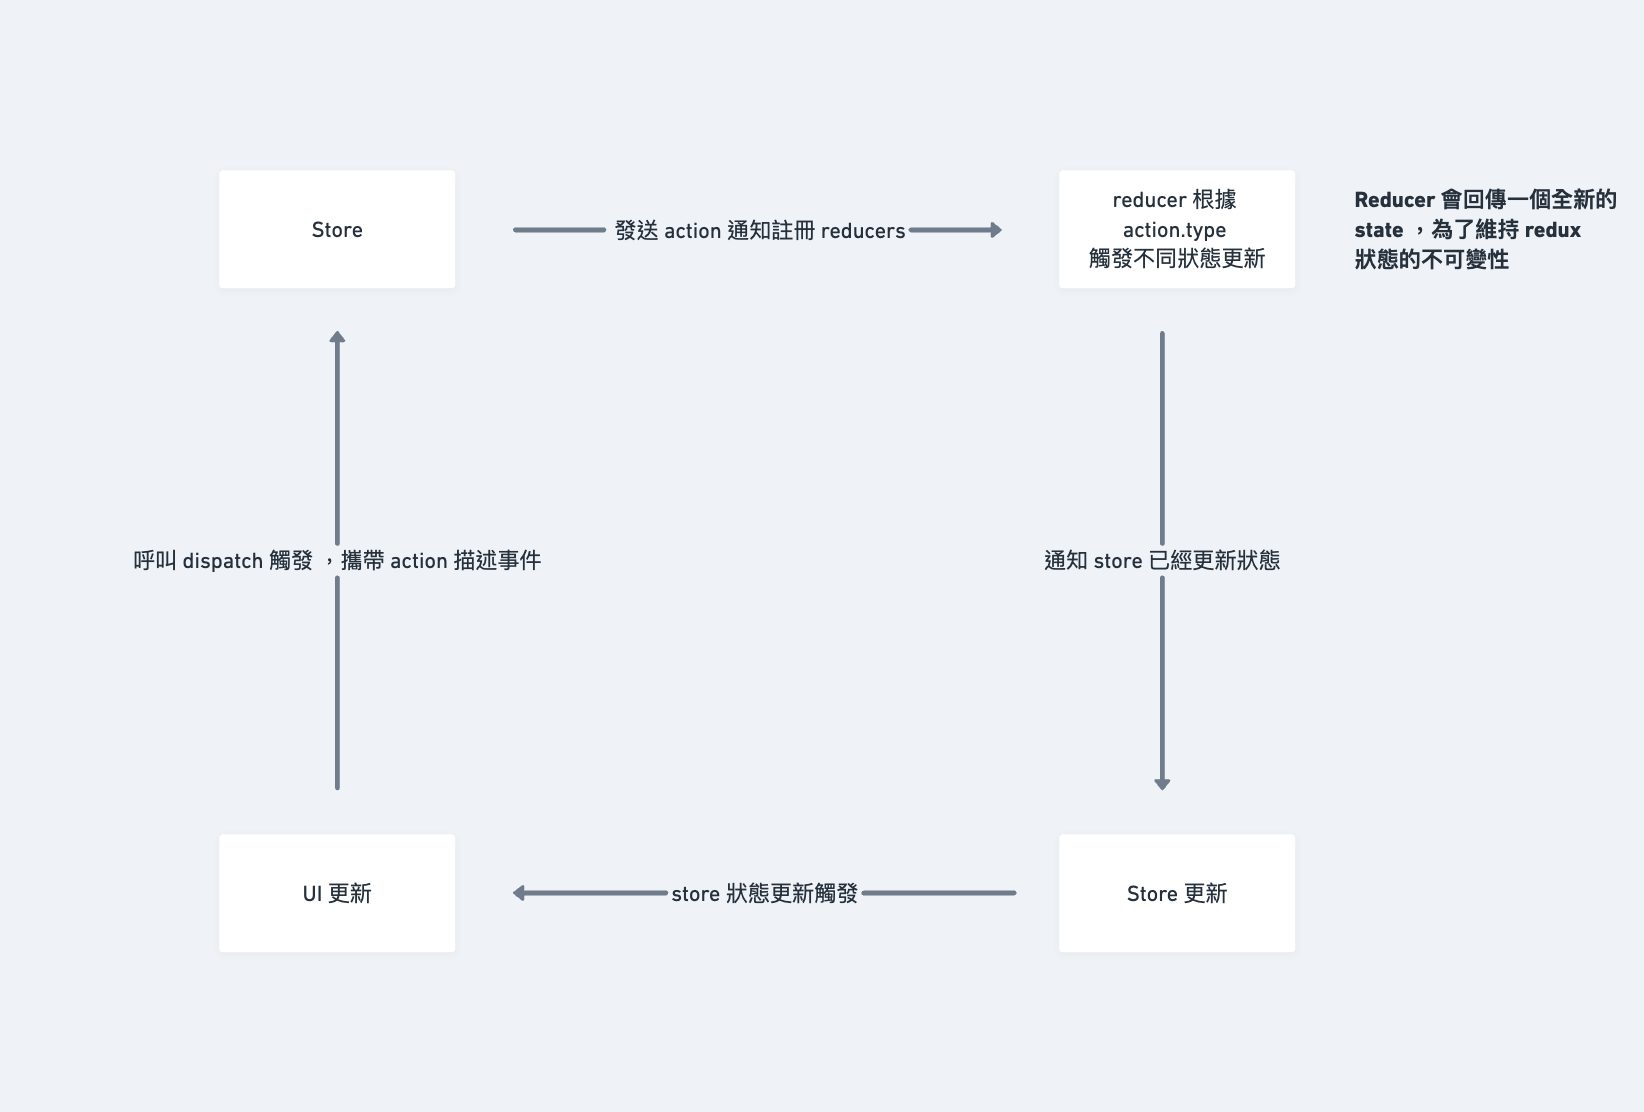 Store
發送 action 通知註冊 reducers
reducer 根據
action.type
觸發不同狀態更新
Reducer 會回傳一個全新的
state ，為了維持 redux
狀態的不可變性
呼叫 dispatch 觸發 ，攜帶 action 描述事件
通知 store 已經更新狀態
UI 更新
store 狀態更新觸發
Store 更新